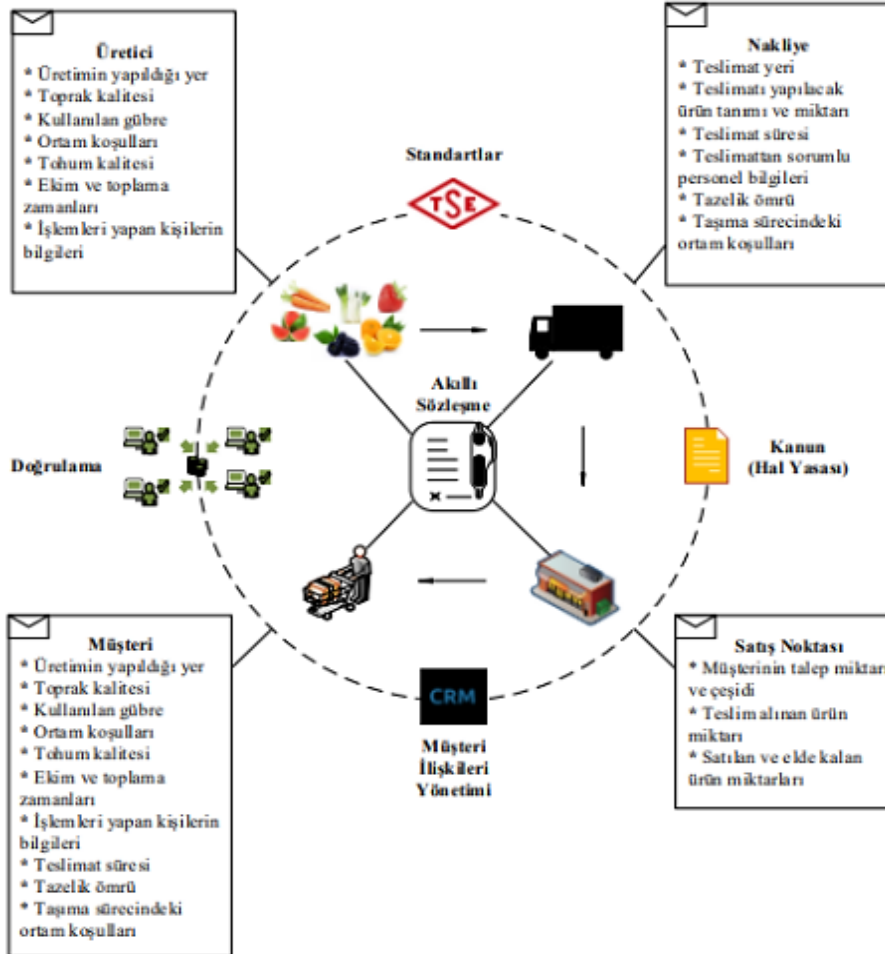 Üretici
* Üretimin yapıldığı yer
* Toprak kalitesi
* Kullanılan gübre
* Ortam koşulları
* Tohum kalitesi
* Ekim ve toplama
zamanları
* İşlemleri yapan kişilerin
bilgileri
Nakliye
* Teslimat yeri
* Teslimatı yapılacak
ürün tanımı ve miktarı
* Teslimat süresi
* Teslimattan sorumlu
personel bilgileri
* Tazelik ömrü
* Taşıma sürecindeki
ortam koşulları
Standartlar
TSE
Akıllı
Sözleşme
Doğrulama
Kanun
(Hal Yasası)
Müşteri
* Üretimin yapıldığı yer
* Toprak kalitesi
* Kullanılan gübre
* Ortam koşulları
* Tohum kalitesi
* Ekim ve toplama
zamanları
* İşlemleri yapan kişilerin
bilgileri
* Teslimat süresi
* Tazelik ömrü
* Taşıma sürecindeki
ortam koşulları
CRM
Müşteri
İlişkileri
Yönetimi
Satış Noktası
* Müşterinin talep miktarı
ve çeşidi
* Teslim alınan ürün
miktarı
* Satılan ve elde kalan
ürün miktarları